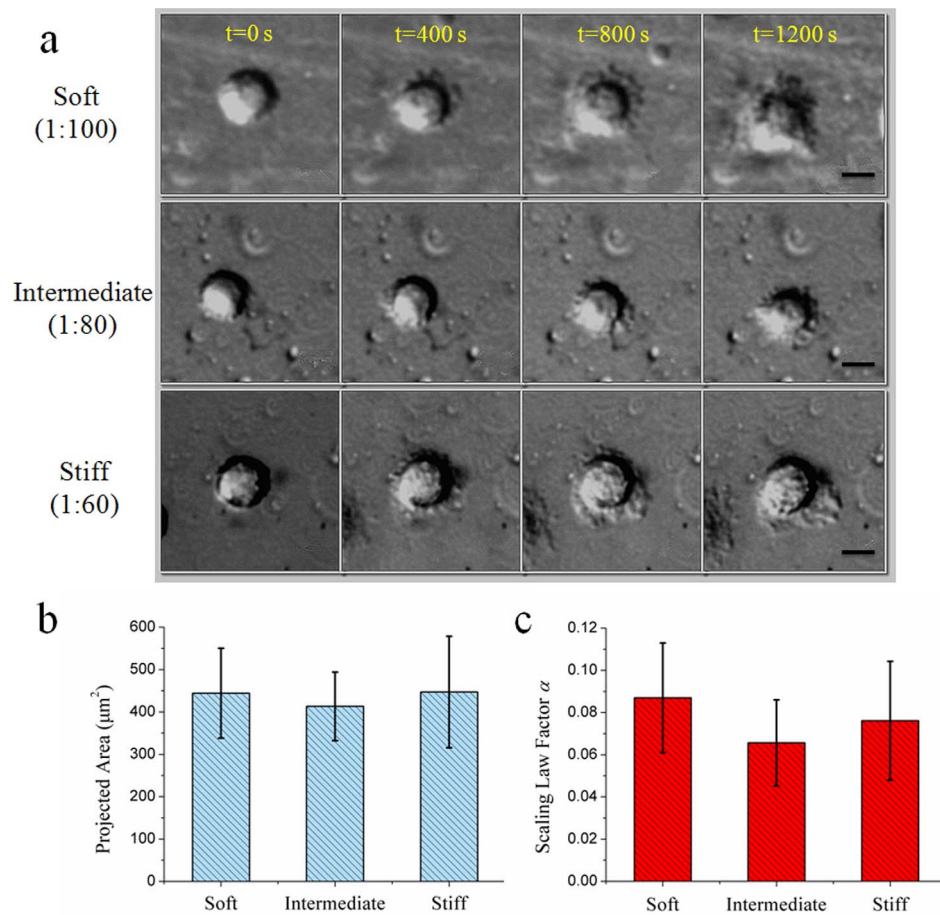 a
t=0 s
t=400 s
t=800 s
t=1200 s
Soft
(1:100)
Intermediate
(1:80)
Stiff
(1:60)
b
600
500
400
300
200
100
0
Projected Area (μm²)
Soft
Intermediate
Stiff
c
0.12
0.10
0.08
0.06
0.04
0.02
0.00
Scaling Law Factor α
Soft
Intermediate
Stiff